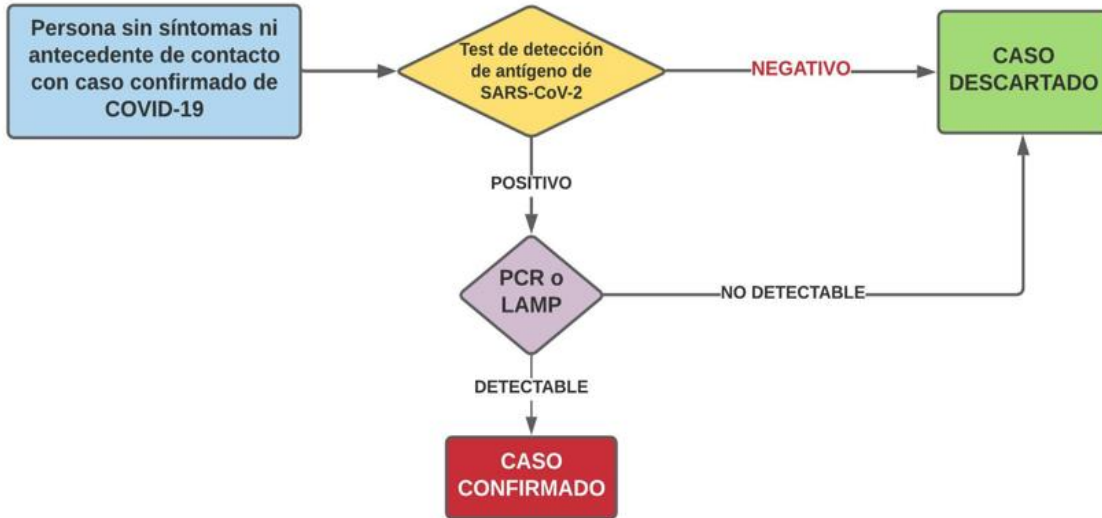 Persona sin síntomas ni
antecedente de contacto
con caso confirmado de
COVID-19
Test de detección
de antígeno de
SARS-CoV-2
NEGATIVO
CASO
DESCARTADO
POSITIVO
PCR o
LAMP
NO DETECTABLE
DETECTABLE
CASO
CONFIRMADO